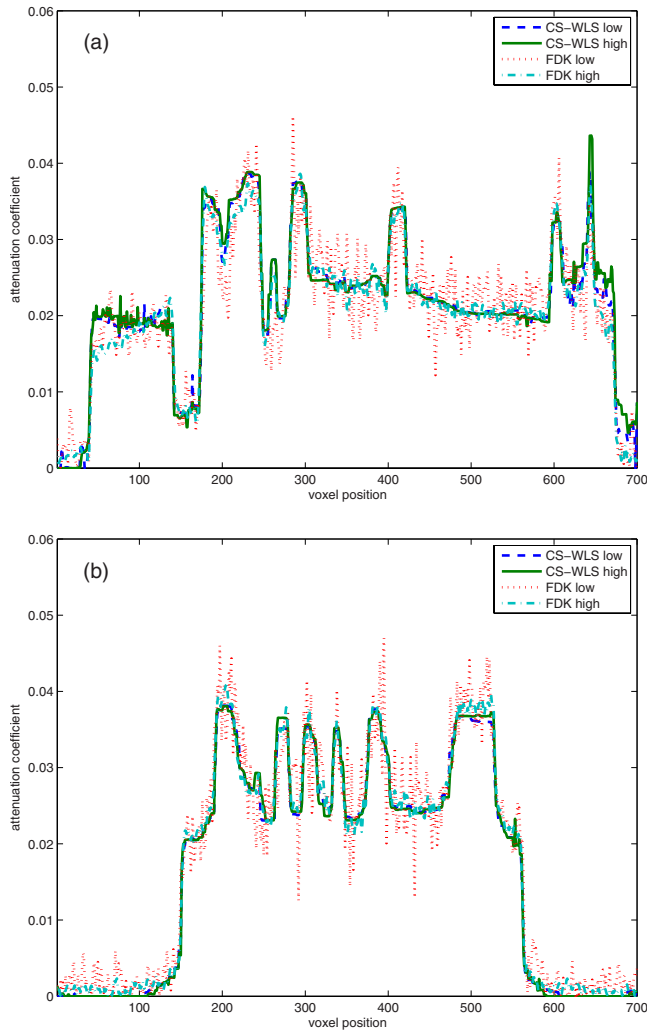 0.06
(a)
CS−WLS low
CS−WLS high
FDK low
FDK high
0.05
0.04
attenuation coefficient
0.03
0.02
0.01
0
100
200
300
400
500
600
700
voxel position
0.06
(b)
CS−WLS low
CS−WLS high
FDK low
FDK high
0.05
0.04
attenuation coefficient
0.03
0.02
0.01
0
100
200
300
400
500
600
700
voxel position